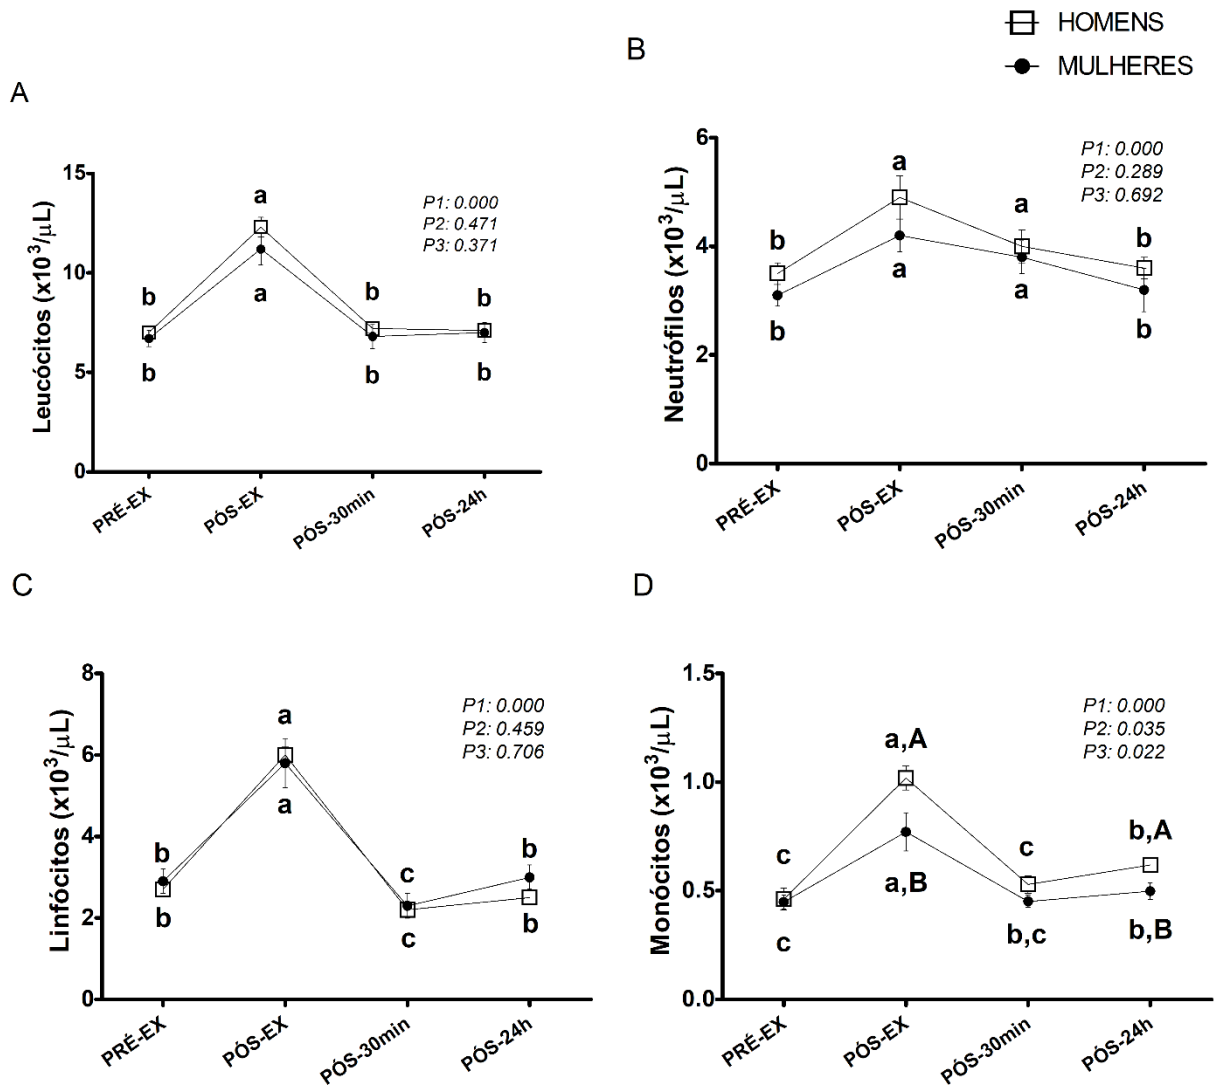 HOMENS
MULHERES
A
Leucócitos (x10³/μL)
15
10
5
0
P1: 0.000
P2: 0.471
P3: 0.371
b
a
b
b
b
a
b
b
PRÉ-EX
PÓS-EX
PÓS-30min
PÓS-24h
B
Neutrófilos (x10³/μL)
6
4
2
0
P1: 0.000
P2: 0.289
P3: 0.692
b
a
a
b
b
a
a
b
PRÉ-EX
PÓS-EX
PÓS-30min
PÓS-24h
C
Linfócitos (x10³/μL)
8
6
4
2
0
P1: 0.000
P2: 0.459
P3: 0.706
b
a
c
b
b
a
c
b
PRÉ-EX
PÓS-EX
PÓS-30min
PÓS-24h
D
Monócitos (x10³/μL)
1.5
1.0
0.5
0.0
P1: 0.000
P2: 0.035
P3: 0.022
c
a,A
c
b,A
c
a,B
b,c
b,B
PRÉ-EX
PÓS-EX
PÓS-30min
PÓS-24h